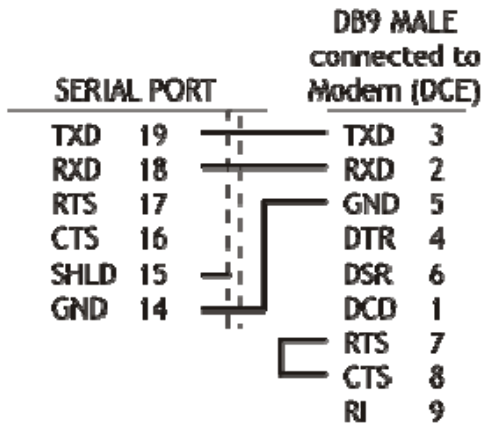 DB9 MALE
connected to
Modem (DCE)
SERIAL PORT
TXD 19
RXD 18
RTS 17
CTS 16
SHLD 15
GND 14
TXD 3
RXD 2
GND 5
DTR 4
DSR 6
DCD 1
RTS 7
CTS 8
RI 9